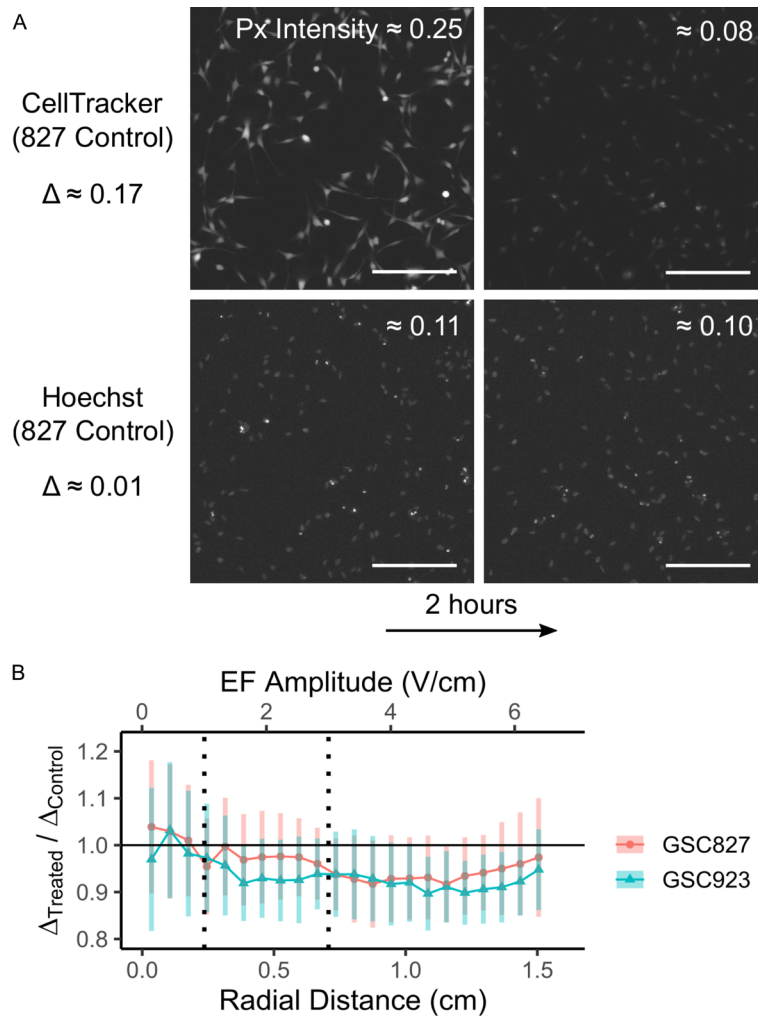 A
CellTracker
(827 Control)
Δ ≈ 0.17
Px Intensity ≈ 0.25
≈ 0.08
Hoechst
(827 Control)
Δ ≈ 0.01
≈ 0.11
≈ 0.10
2 hours
B
EF Amplitude (V/cm)
0 2 4 6
ΔTreated / ΔControl
1.2
1.1
1.0
0.9
0.8
0.0 0.5 1.0 1.5
Radial Distance (cm)
GSC827
GSC923